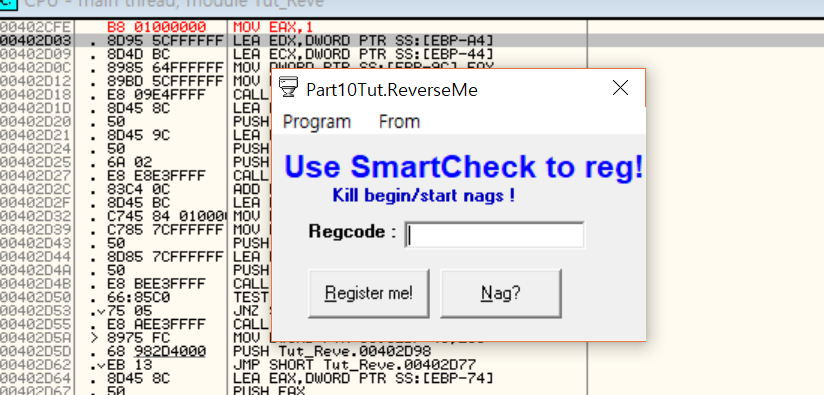 CPU - main thread, module Tut_Reve
00402CFE B8 01000000 MOV EAX,1
00402D03 . 8D95 5CFFFFFF LEA EDX,DWORD PTR SS:[EBP-A4]
00402D09 . 8D4D BC LEA ECX,DWORD PTR SS:[EBP-44]
00402D0C . 8985 64FFFFFF MOV DWORD PTR SS:[EBP-9C],EAX
00402D12 . 89BD 5CFFFFFF MOV
00402D18 . E8 09E4FFFF CALL
00402D1D . 8D45 8C LEA
00402D20 . 50 PUSH
00402D21 . 8D45 9C LEA
00402D24 . 50 PUSH
00402D25 . 6A 02 PUSH
00402D27 . E8 E8E3FFFF CALL
00402D2C . 83C4 0C ADD
00402D2F . 8D45 BC LEA
00402D32 . C745 84 01000 MOV
00402D39 . C785 7CFFFFFF MOV
00402D43 . 50 PUSH
00402D44 . 8D85 7CFFFFFF LEA
00402D4A . 50 PUSH
00402D4B . E8 BEE3FFFF CALL
00402D50 . 66:85C0 TEST
00402D53 .v75 05 JNZ
00402D55 . E8 AEE3FFFF CALL
00402D5A > 8975 FC MOV
00402D5D . 68 982D4000 PUSH Tut_Reve.00402D98
00402D62 .vEB 13 JMP SHORT Tut_Reve.00402D77
00402D64 . 8D45 8C LEA EAX,DWORD PTR SS:[EBP-74]
00402D67 . 50 PUSH EAX
Part10Tut.ReverseMe
Program From
Use SmartCheck to reg!
Kill begin/start nags !
Regcode :
Register me! Nag?